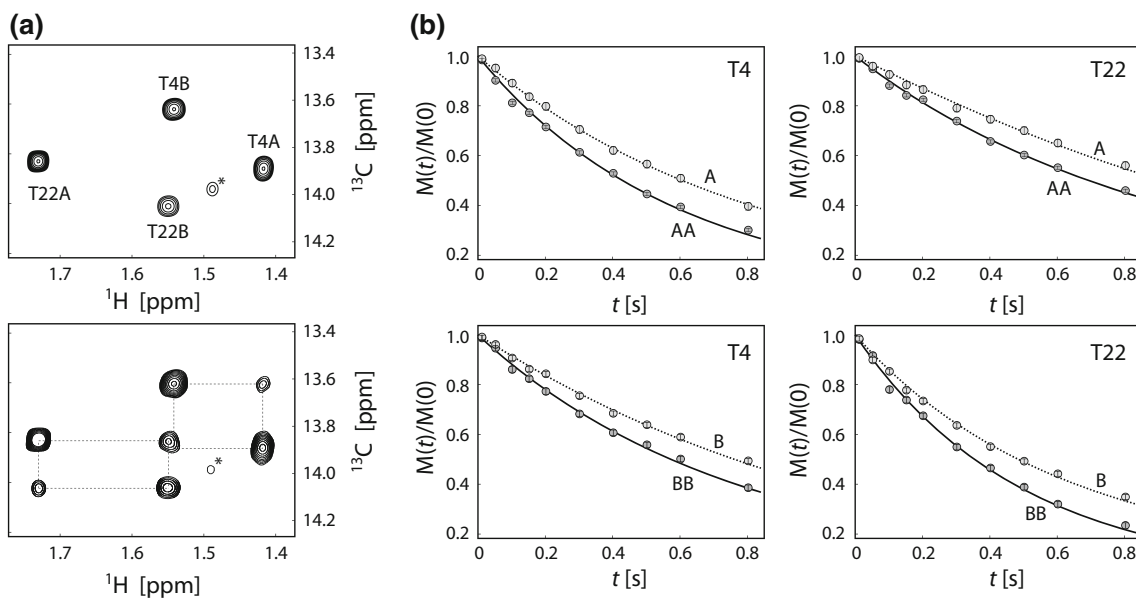 (a)
T4B
T4A
T22A
T22B
*
13.4
13.6
13.8
14.0
14.2
¹³C [ppm]
1.7 1.6 1.5 1.4
¹H [ppm]
*
13.4
13.6
13.8
14.0
14.2
¹³C [ppm]
1.7 1.6 1.5 1.4
¹H [ppm]
(b)
T4
A
AA
M(t)/M(0)
1.0
0.8
0.6
0.4
0.2
0 0.2 0.4 0.6 0.8
t [s]
T22
A
AA
M(t)/M(0)
1.0
0.8
0.6
0.4
0.2
0 0.2 0.4 0.6 0.8
t [s]
T4
B
BB
M(t)/M(0)
1.0
0.8
0.6
0.4
0.2
0 0.2 0.4 0.6 0.8
t [s]
T22
B
BB
M(t)/M(0)
1.0
0.8
0.6
0.4
0.2
0 0.2 0.4 0.6 0.8
t [s]